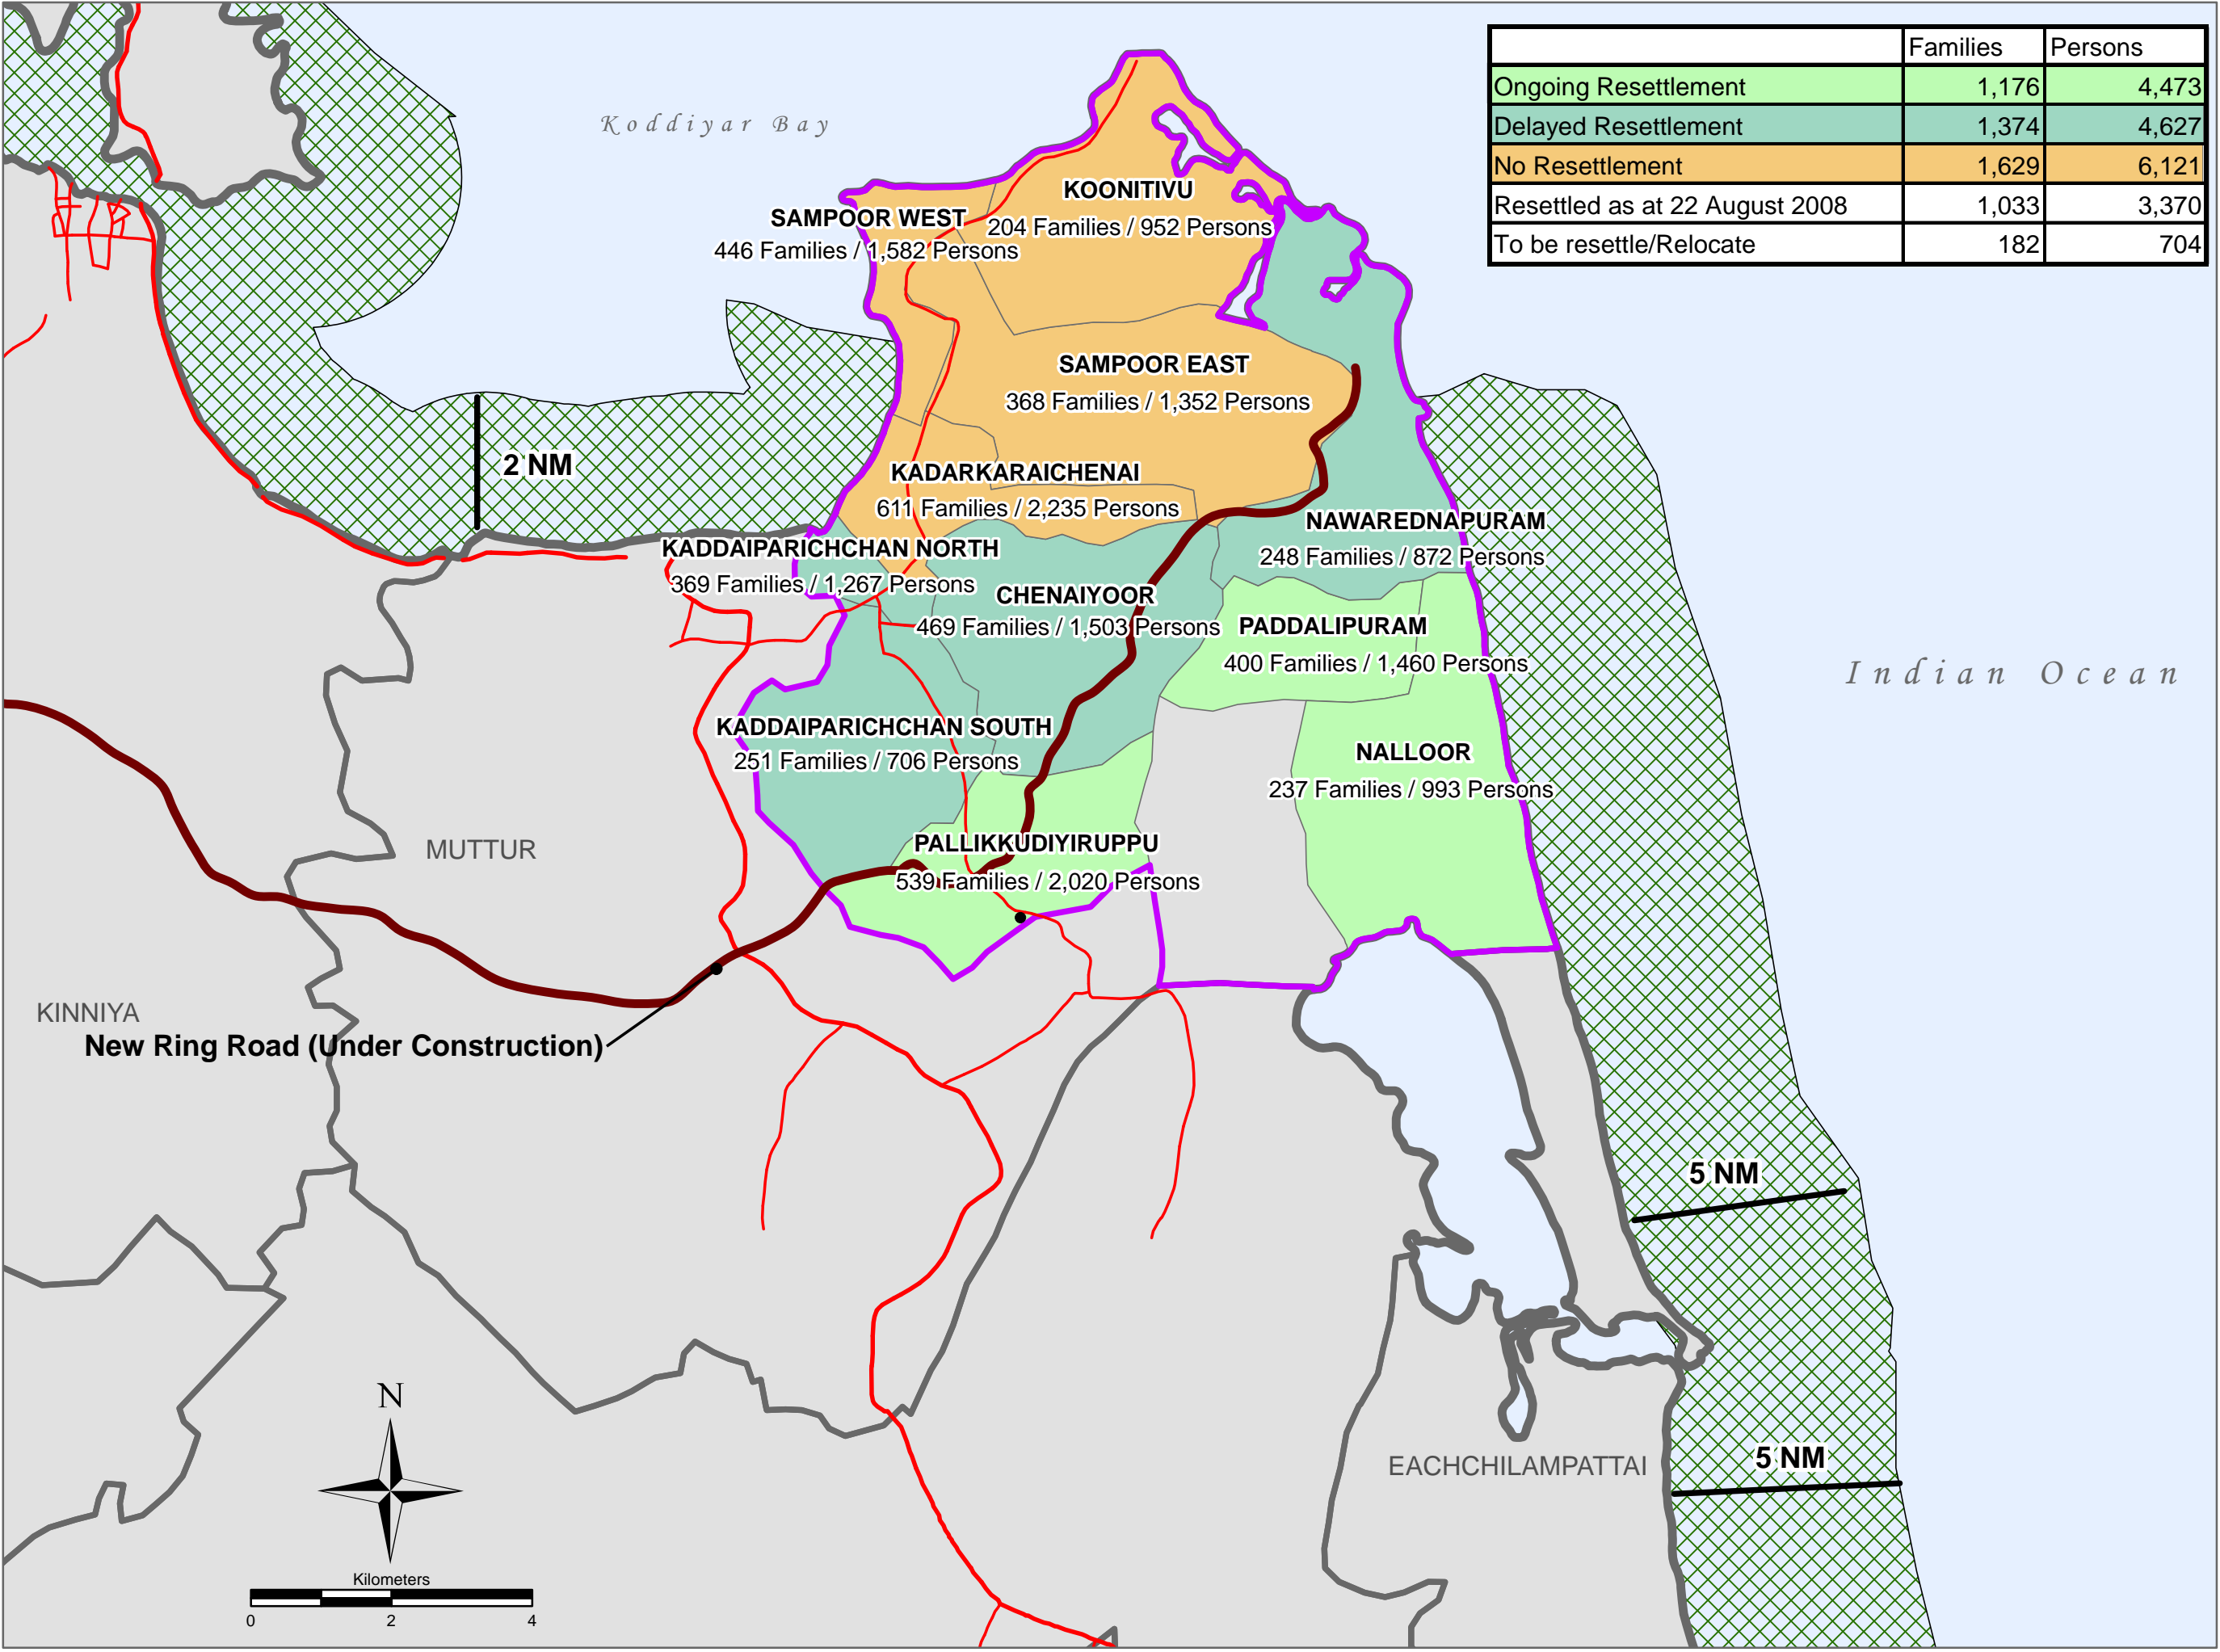 Families Persons
Ongoing Resettlement 1,176 4,473
Delayed Resettlement 1,374 4,627
No Resettlement 1,629 6,121
Resettled as at 22 August 2008 1,033 3,370
To be resettle/Relocate 182 704
Koddiyar Bay
KOONITIVU
204 Families / 952 Persons
SAMPOOR WEST
446 Families / 1,582 Persons
SAMPOOR EAST
368 Families / 1,352 Persons
2 NM
KADARKARAICHENAI
611 Families / 2,235 Persons
NAWAREDNAPURAM
248 Families / 872 Persons
KADDAIPARICHCHAN NORTH
369 Families / 1,267 Persons
CHENAIYOOR
469 Families / 1,503 Persons
PADDALIPURAM
400 Families / 1,460 Persons
Indian Ocean
KADDAIPARICHCHAN SOUTH
251 Families / 706 Persons
NALLOOR
237 Families / 993 Persons
MUTTUR
PALLIKKUDIYIRUPPU
539 Families / 2,020 Persons
KINNIYA
New Ring Road (Under Construction)
5 NM
N
EACHCHILAMPATTAI
5 NM
Kilometers
0 2 4